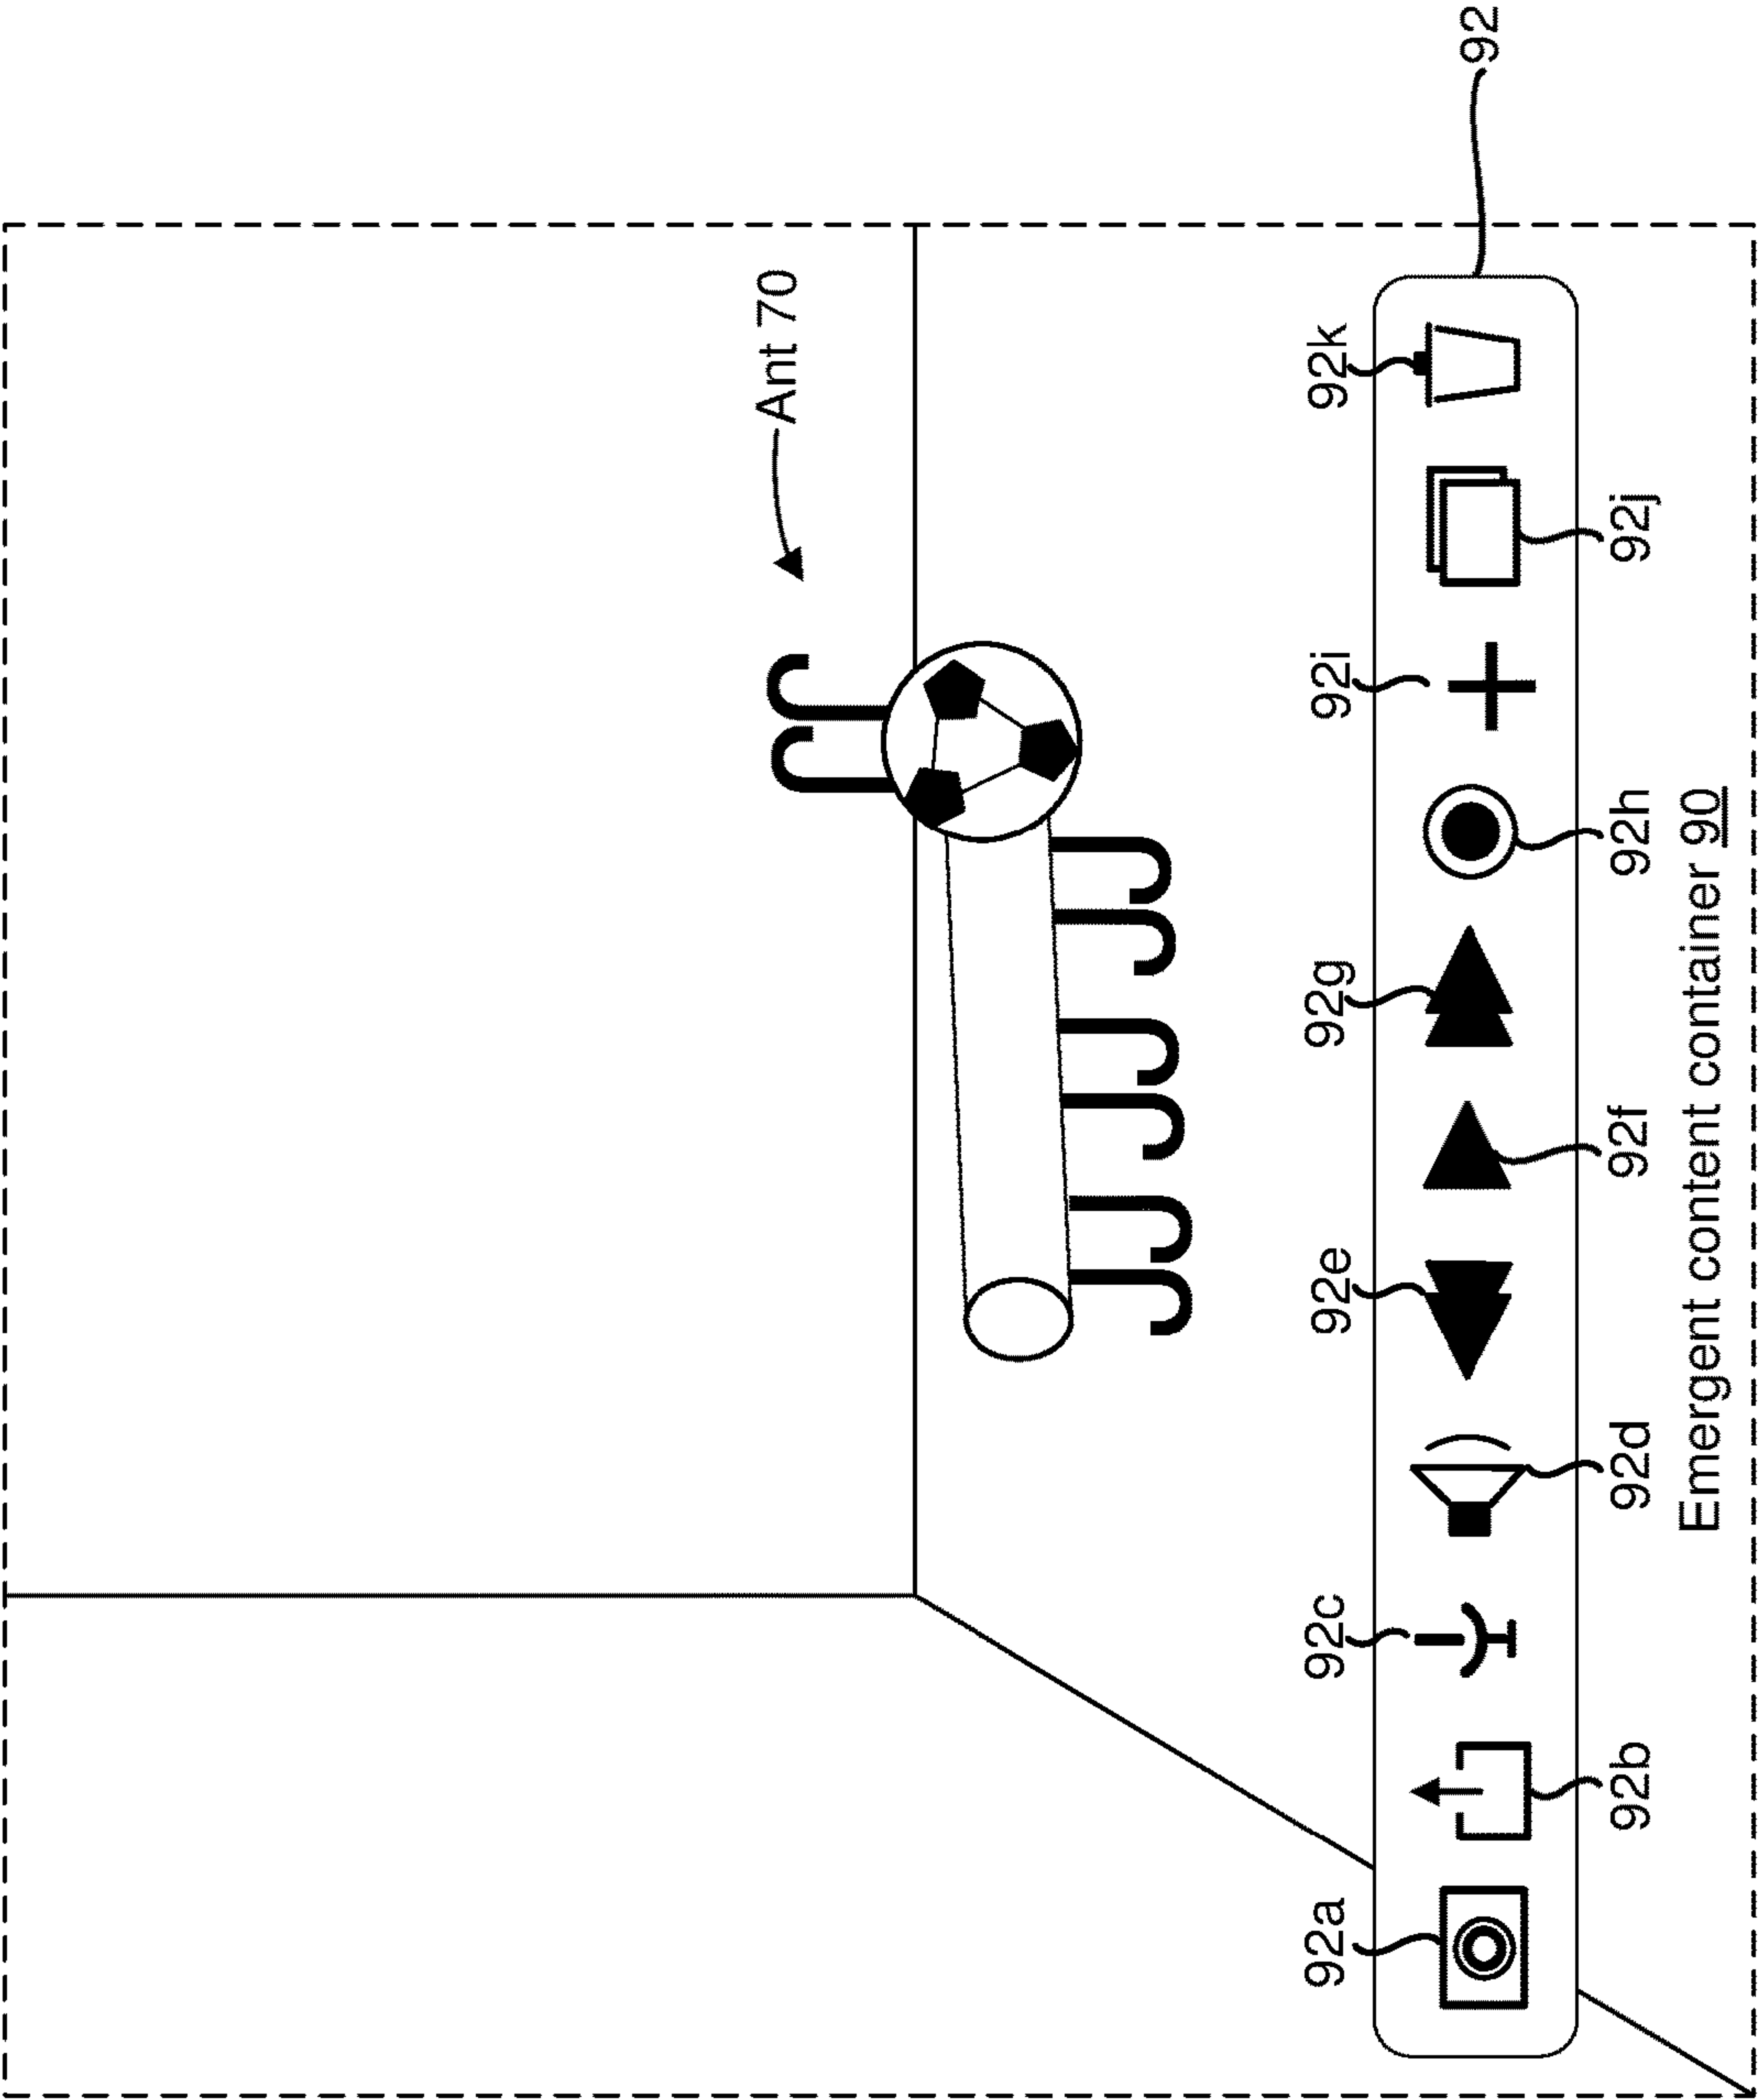 Ant 70
92
92a
92c
92e
92g
92i
92k
92b
92d
92f
92h
92j
Emergent content container 90